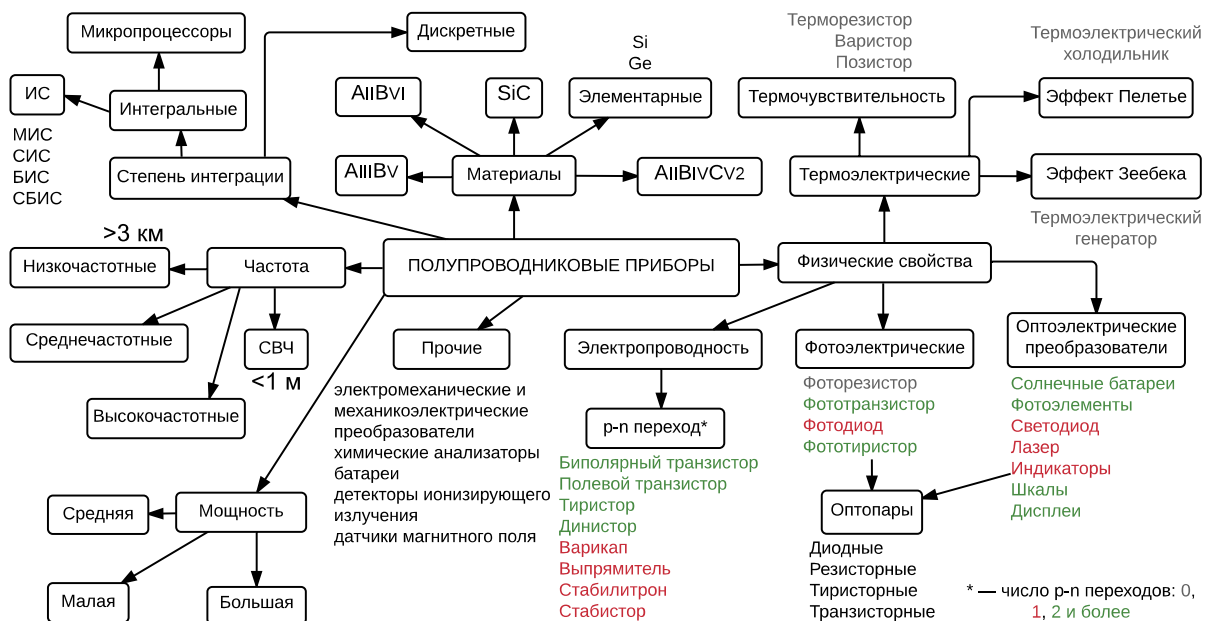 Микропроцессоры
Дискретные
Терморезистор
Варистор
Позистор
Термоэлектрический
холодильник
Si
Ge
ИС
Интегральные
AIIBVI
SiC
Элементарные
Термочувствительность
Эффект Пелетье
МИС
СИС
БИС
СБИС
Степень интеграции
AIIIBV
Материалы
AIIBIVCV2
Термоэлектрические
Эффект Зеебека
Термоэлектрический
генератор
>3 км
Низкочастотные
Частота
ПОЛУПРОВОДНИКОВЫЕ ПРИБОРЫ
Физические свойства
Среднечастотные
СВЧ
<1 м
Высокочастотные
Прочие
электромеханические и
механикоэлектрические
преобразователи
химические анализаторы
батареи
детекторы ионизирующего
излучения
датчики магнитного поля
Электропроводность
p-n переход*
Биполярный транзистор
Полевой транзистор
Тиристор
Динистор
Варикап
Выпрямитель
Стабилитрон
Стабистор
Фотоэлектрические
Фоторезистор
Фототранзистор
Фотодиод
Фототиристор
Оптоэлектрические
преобразователи
Солнечные батареи
Фотоэлементы
Светодиод
Лазер
Индикаторы
Шкалы
Дисплеи
Оптопары
Диодные
Резисторные
Тиристорные
Транзисторные
Средняя
Мощность
Малая
Большая
* — число p-n переходов: 0,
1, 2 и более